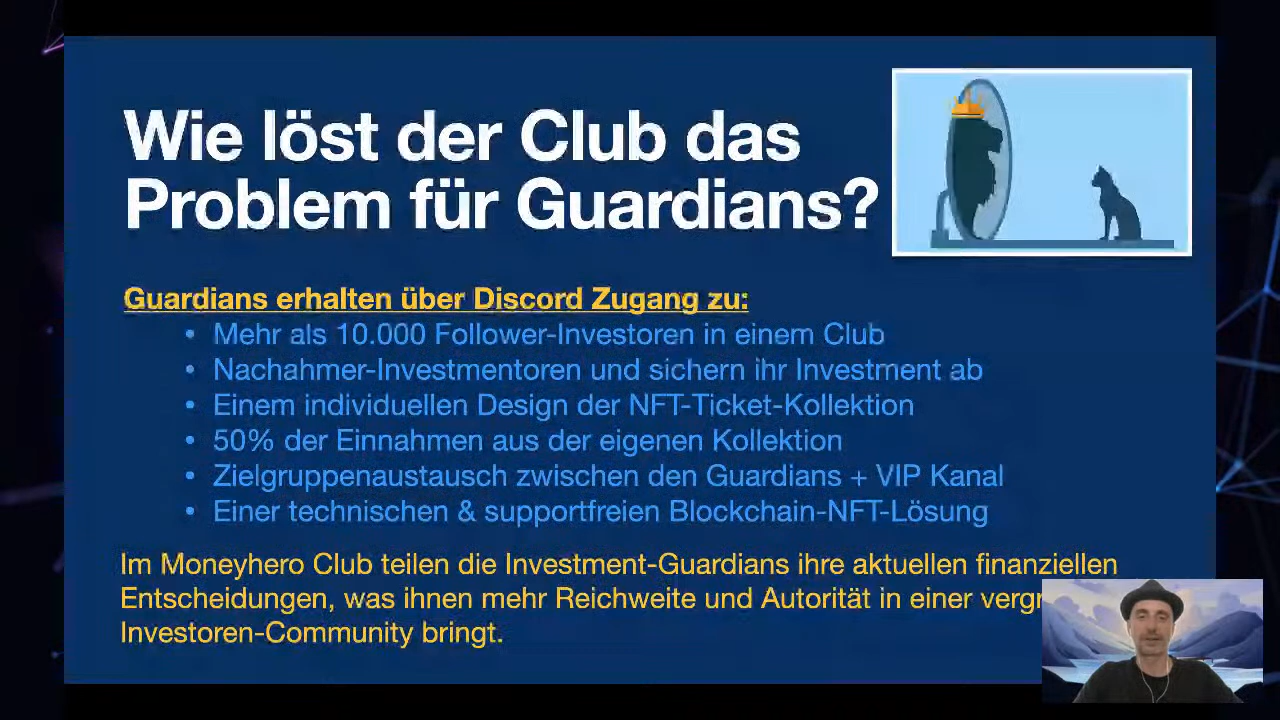 Wie löst der Club das
Problem für Guardians?
Guardians erhalten über Discord Zugang zu:
• Mehr als 10.000 Follower-Investoren in einem Club
• Nachahmer-Investmentoren und sichern ihr Investment ab
• Einem individuellen Design der NFT-Ticket-Kollektion
• 50% der Einnahmen aus der eigenen Kollektion
• Zielgruppenaustausch zwischen den Guardians + VIP Kanal
• Einer technischen & supportfreien Blockchain-NFT-Lösung
Im Moneyhero Club teilen die Investment-Guardians ihre aktuellen finanziellen
Entscheidungen, was ihnen mehr Reichweite und Autorität in einer
Investoren-Community bringt.